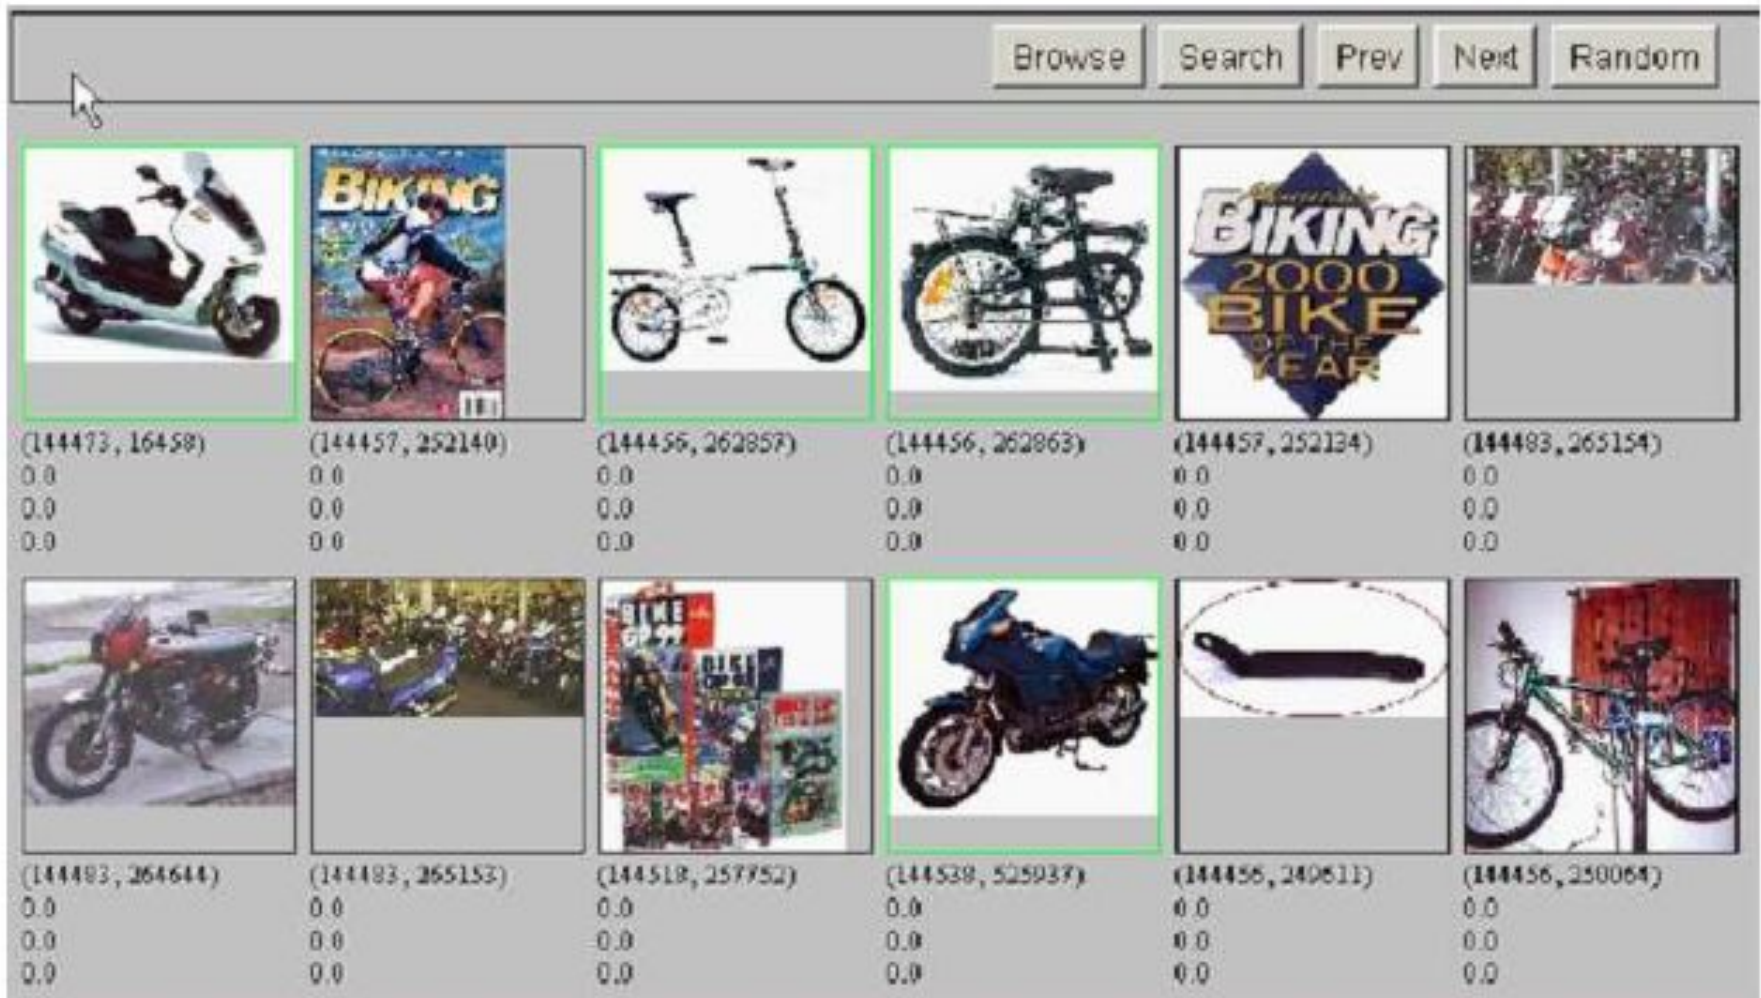 Browse Search Prev Next Random
BIKING
BIKING
2000
BIKE
OF THE
YEAR
(144473, 16458) (144457, 252140) (144456, 262857) (144456, 262863) (144457, 252134) (144483, 265154)
0.0 0.0 0.0 0.0 0.0 0.0
0.0 0.0 0.0 0.0 0.0 0.0
0.0 0.0 0.0 0.0 0.0 0.0
BIKE
GP 99
(144483, 264644) (144483, 265153) (144518, 257752) (144538, 525937) (144456, 249611) (144456, 250064)
0.0 0.0 0.0 0.0 0.0 0.0
0.0 0.0 0.0 0.0 0.0 0.0
0.0 0.0 0.0 0.0 0.0 0.0